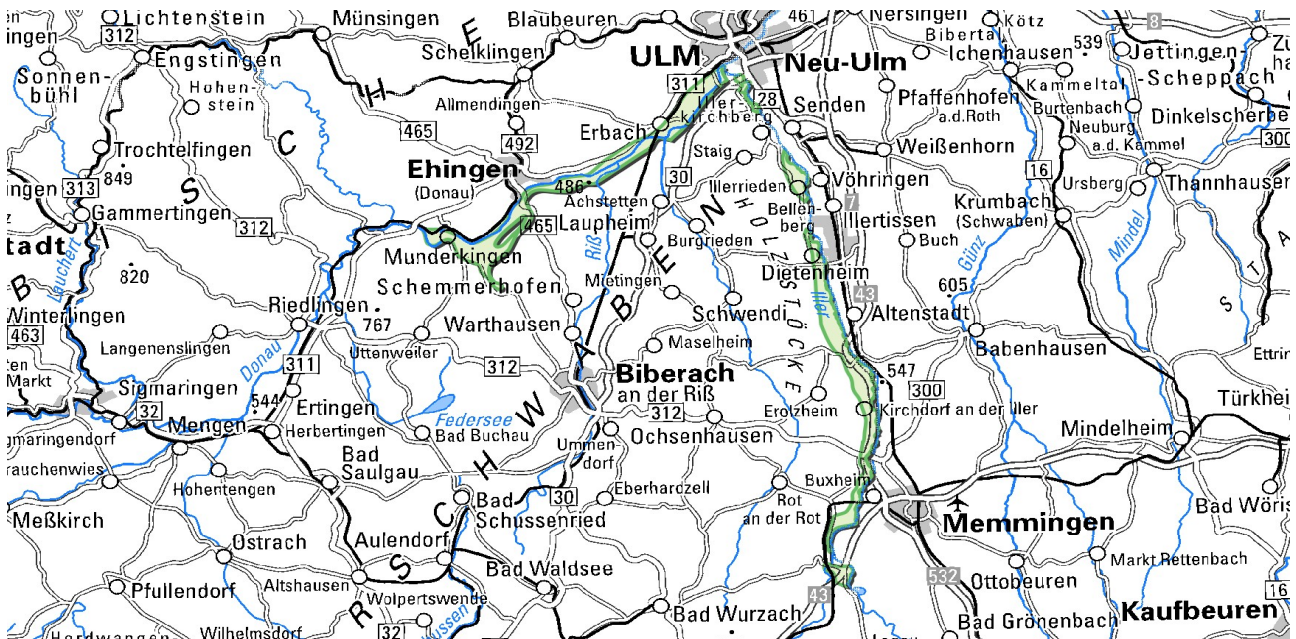 Lichtenstein
312
Münsingen
E
Blaubeuren
461
Nersingen
8
Kötz
Biberta
ULM
Neu-Ulm
Ichenhausen
539
Jettingen-
-Scheppach
Schelklingen
Engstingen
Sonnen-
bühl
Hohen-
stein
H
311
28
Kammeltal
Burtenbach
Allmendingen
Senden
Pfaffenhofen
a.d.Roth
Dinkelscherben
Iller-
kirchberg
Erbach
465
492
Neuburg
a.d. Kammel
300
Trochtelfingen
849
C
Staig
Weißenhorn
16
Ehingen
(Donau)
486
30
Illerrieden
Vöhringen
Ursberg
Thannhausen
313
Gammertingen
S
Achstetten
Bellen-
berg
7
Illertissen
Krumbach
(Schwaben)
stadt
I
312
465
Laupheim
N
HOLZSTÖCKE
Burgrieden
Buch
Günz
Mindel
A
Lauchert
820
Munderkingen
Riß
E
Dietenheim
T
B
Schemmerhofen
Mietingen
Iller
43
605
S
Winterlingen
463
Riedlingen
767
Warthausen
B
Schwendi
Altenstadt
Langenenslingen
Donau
Uttenweiler
312
A
Maselheim
Babenhausen
Markt
311
Sigmaringen
32
544
Ertingen
Federsee
W
Biberach
an der Riß
312
Erolzheim
547
300
Kirchdorf an der Iller
Türkheim
Mengen
Herbertingen
Bad Buchau
H
Ummen-
dorf
Ochsenhausen
Mindelheim
Bad
Saulgau
Hohentengen
Buxheim
Bad
Schussenried
30
Eberhardzell
Rot
an der Rot
Meßkirch
C
Memmingen
Ostrach
Aulendorf
S
Bad Waldsee
Markt Rettenbach
Pfullendorf
Altshausen
Wolpertswende
R
43
532
Ottobeuren
16
Bad Wurzach
Bad Grönenbach
Kaufbeuren
Wilhelmsdorf
32